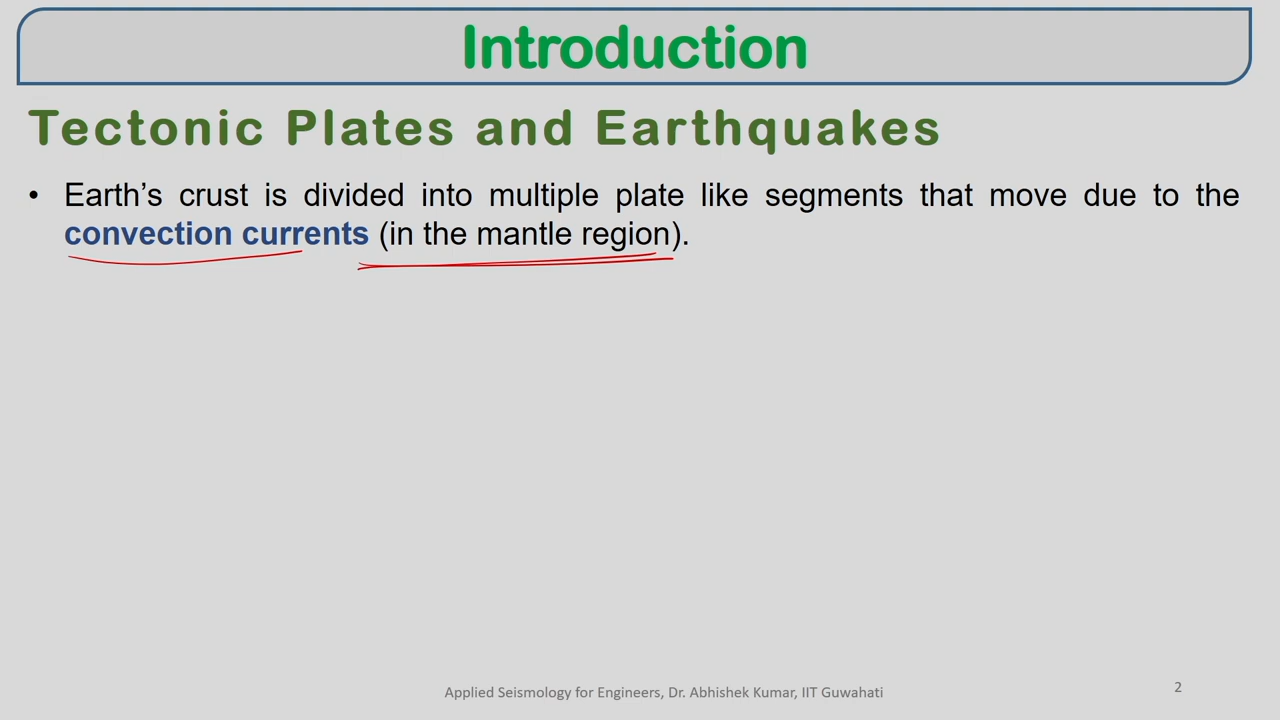 Introduction
Tectonic Plates and Earthquakes
• Earth’s crust is divided into multiple plate like segments that move due to the
convection currents (in the mantle region).
Applied Seismology for Engineers, Dr. Abhishek Kumar, IIT Guwahati
2